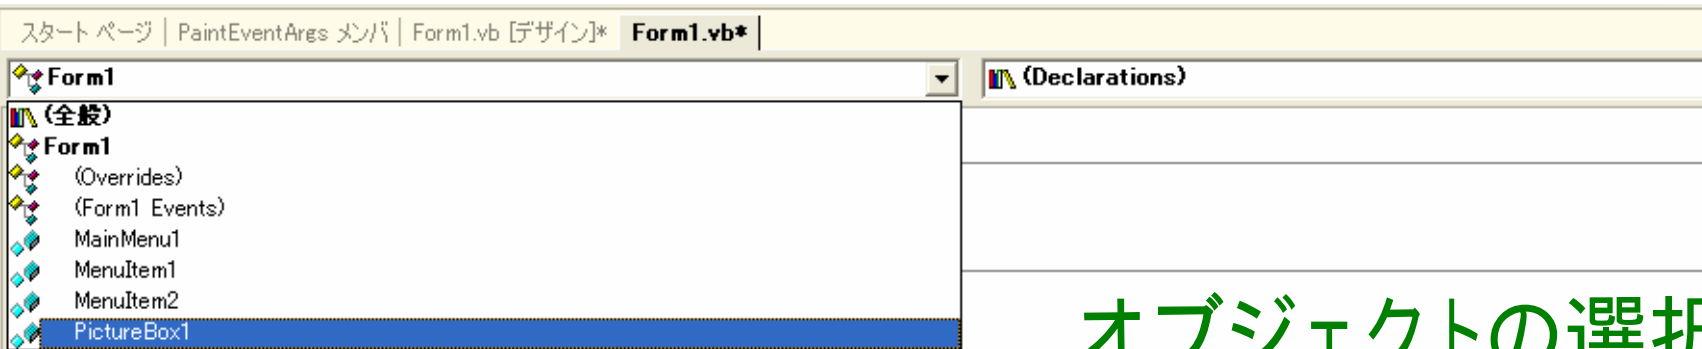 スタート ページ | PaintEventArgs メンバ | Form1.vb [デザイン]* Form1.vb*
Form1 (Declarations)
(全般)
Form1
(Overrides)
(Form1 Events)
MainMenu1
MenuItem1
MenuItem2
PictureBox1
オブジェクトの選択